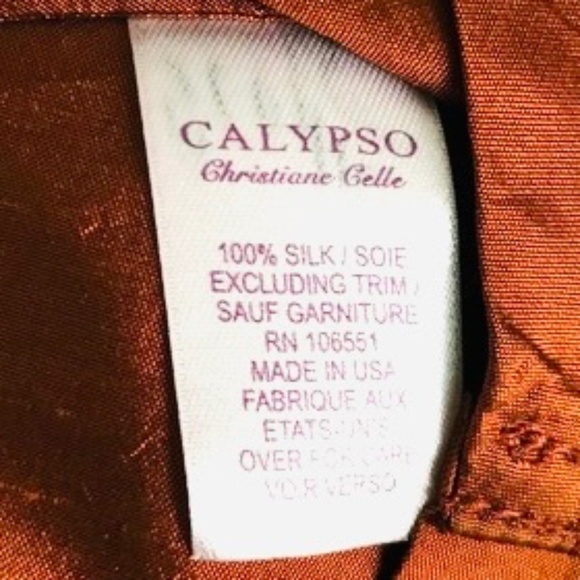 CALYPSO
Christiane Celle
100% SILK / SOIE
EXCLUDING TRIM /
SAUF GARNITURE
RN 106551
MADE IN USA
FABRIQUE AUX
ETATS-UNIS
OVER FOR CARE
VOIR VERSO